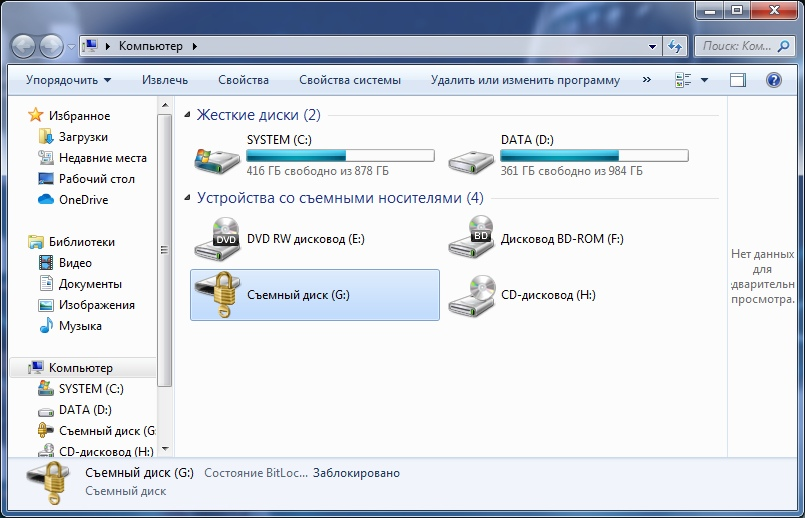 Компьютер
Поиск: Ком...
Упорядочить
Извлечь
Свойства
Свойства системы
Удалить или изменить программу
»
Избранное
Загрузки
Недавние места
Рабочий стол
OneDrive
Библиотеки
Видео
Документы
Изображения
Музыка
Компьютер
SYSTEM (C:)
DATA (D:)
Съемный диск (G:
CD-дисковод (H:)
Жесткие диски (2)
SYSTEM (C:)
416 ГБ свободно из 878 ГБ
DATA (D:)
361 ГБ свободно из 984 ГБ
Устройства со съемными носителями (4)
DVD
DVD RW дисковод (E:)
BD
Дисковод BD-ROM (F:)
Съемный диск (G:)
CD-дисковод (H:)
Нет данных
для
дварительн
просмотра.
Съемный диск (G:) Состояние BitLoc... Заблокировано
Съемный диск